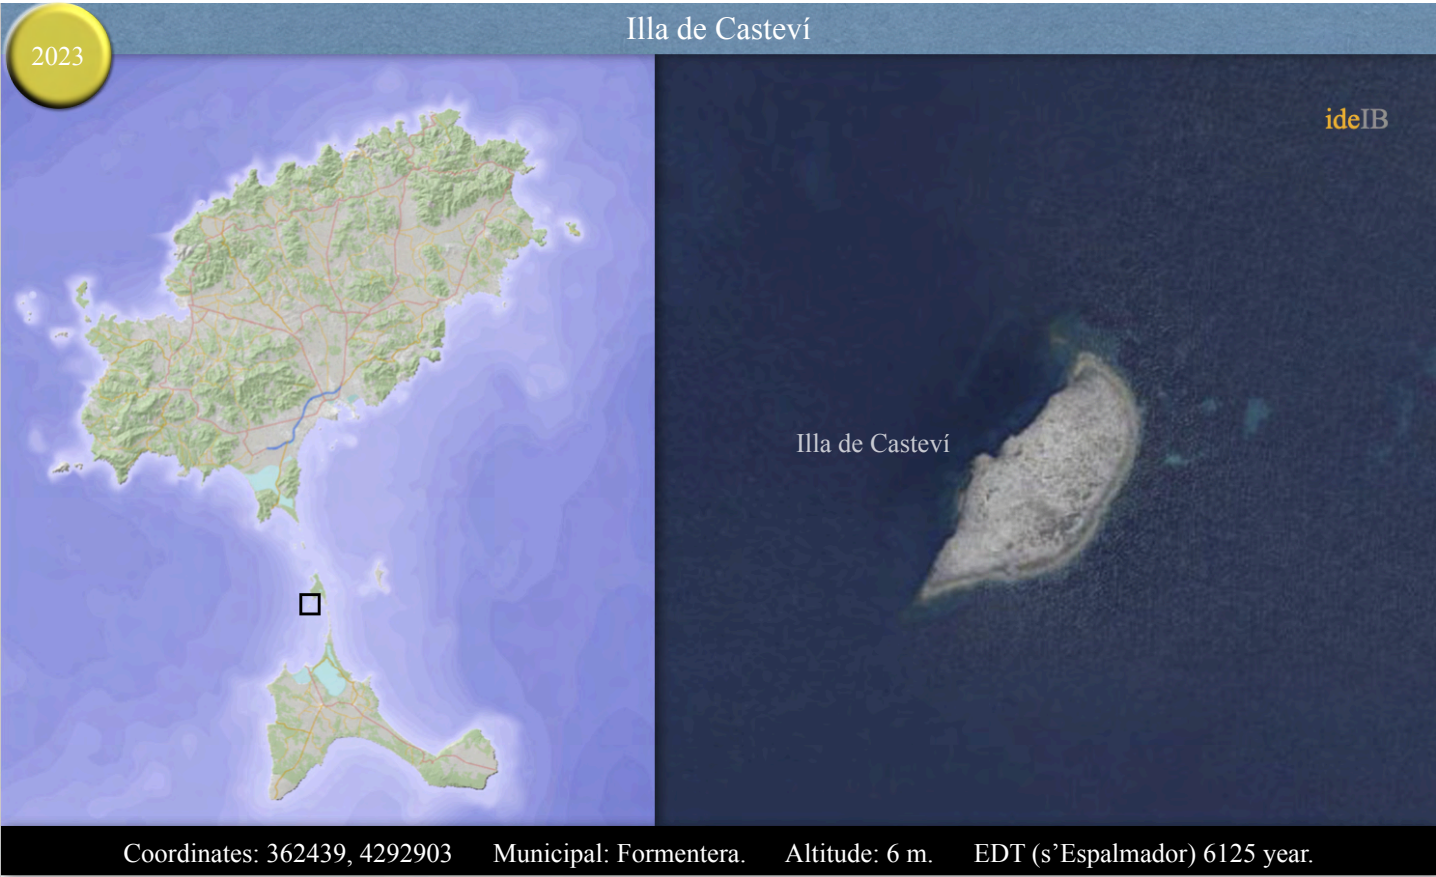 Illa de Casteví
2023
ideIB
Illa de Casteví
Coordinates: 362439, 4292903 Municipal: Formentera. Altitude: 6 m. EDT (s’Espalmador) 6125 year.